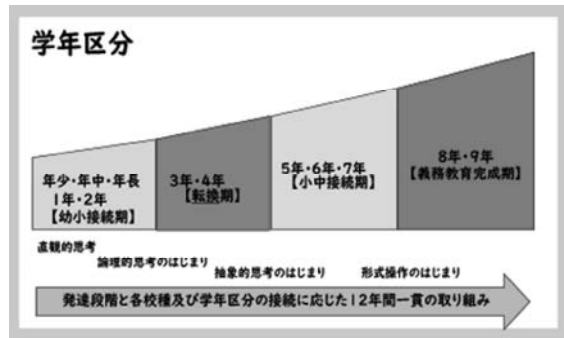 学年区分
年少・年中・年長
1年・2年
【幼小接続期】
3年・4年
【転換期】
5年・6年・7年
【小中接続期】
8年・9年
【義務教育完成期】
直観的思考
論理的思考のはじまり
抽象的思考のはじまり
形式操作のはじまり
発達段階と各校種及び学年区分の接続に応じた12年間一貫の取り組み